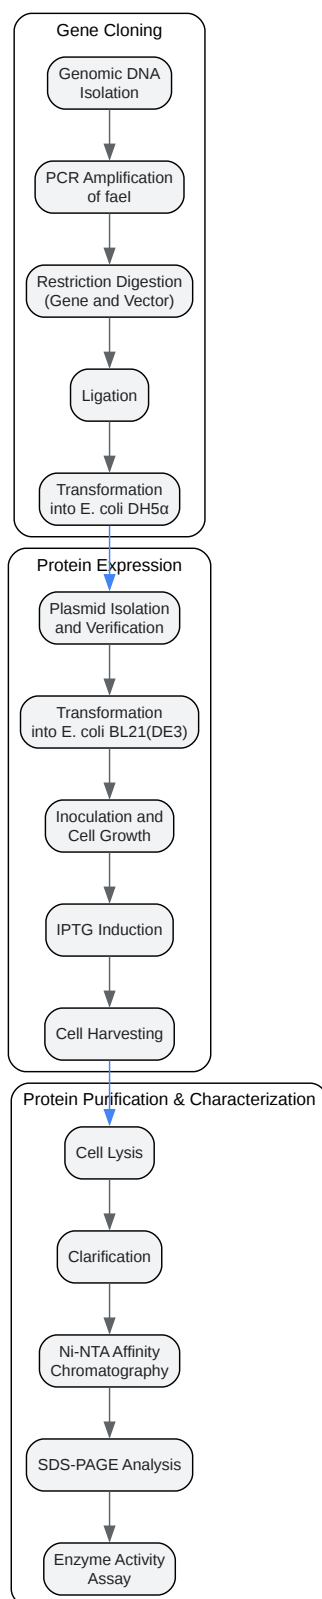 Gene Cloning
Genomic DNA
Isolation
PCR Amplification
of faeI
Restriction Digestion
(Gene and Vector)
Ligation
Transformation
into E. coli DH5α
Protein Expression
Plasmid Isolation
and Verification
Transformation
into E. coli BL21(DE3)
Inoculation and
Cell Growth
IPTG Induction
Cell Harvesting
Protein Purification & Characterization
Cell Lysis
Clarification
Ni-NTA Affinity
Chromatography
SDS-PAGE Analysis
Enzyme Activity
Assay